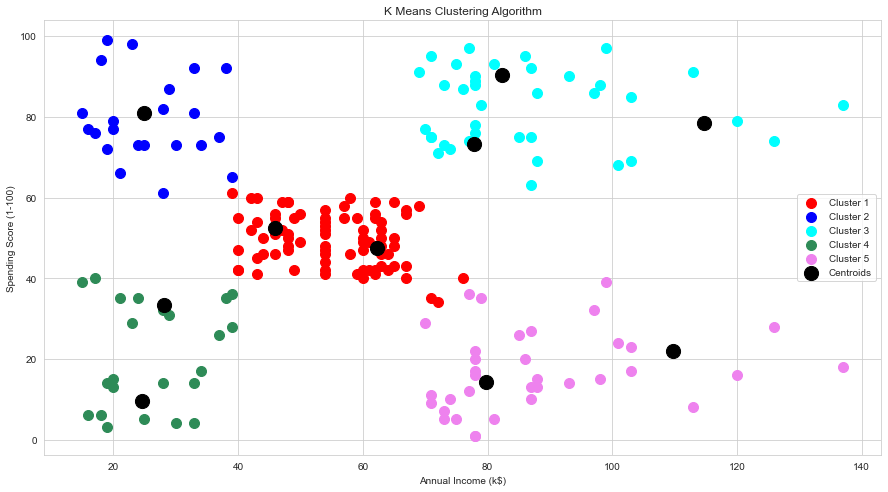 K Means Clustering Algorithm
Spending Score (1-100)
100
80
60
40
20
0
Cluster 1
Cluster 2
Cluster 3
Cluster 4
Cluster 5
Centroids
20 40 60 80 100 120 140
Annual Income (k$)